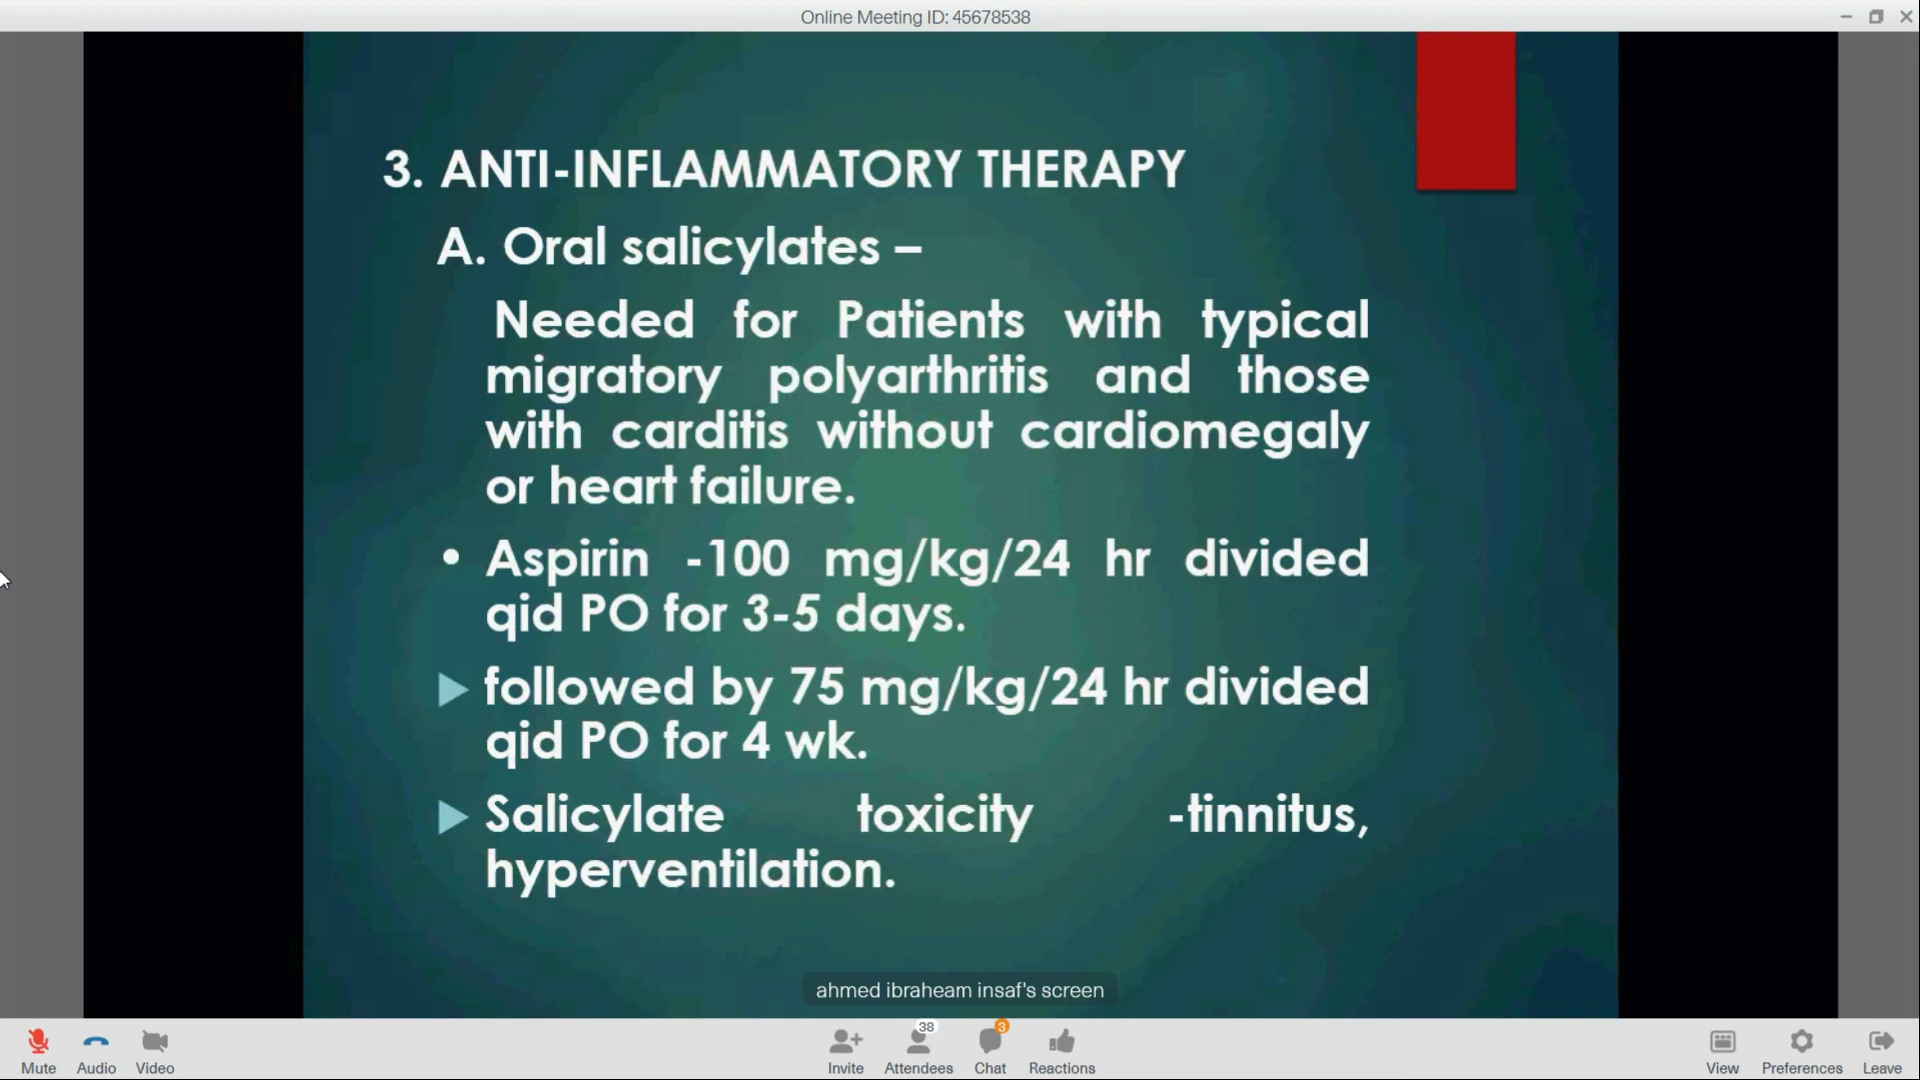 Online Meeting ID: 45678538
3. ANTI-INFLAMMATORY THERAPY
A. Oral salicylates –
Needed for Patients with typical
migratory polyarthritis and those
with carditis without cardiomegaly
or heart failure.
• Aspirin -100 mg/kg/24 hr divided
qid PO for 3-5 days.
followed by 75 mg/kg/24 hr divided
qid PO for 4 wk.
Salicylate toxicity -tinnitus,
hyperventilation.
ahmed ibraheam insaf's screen
38
3
Mute Audio Video Invite Attendees Chat Reactions View Preferences Leave